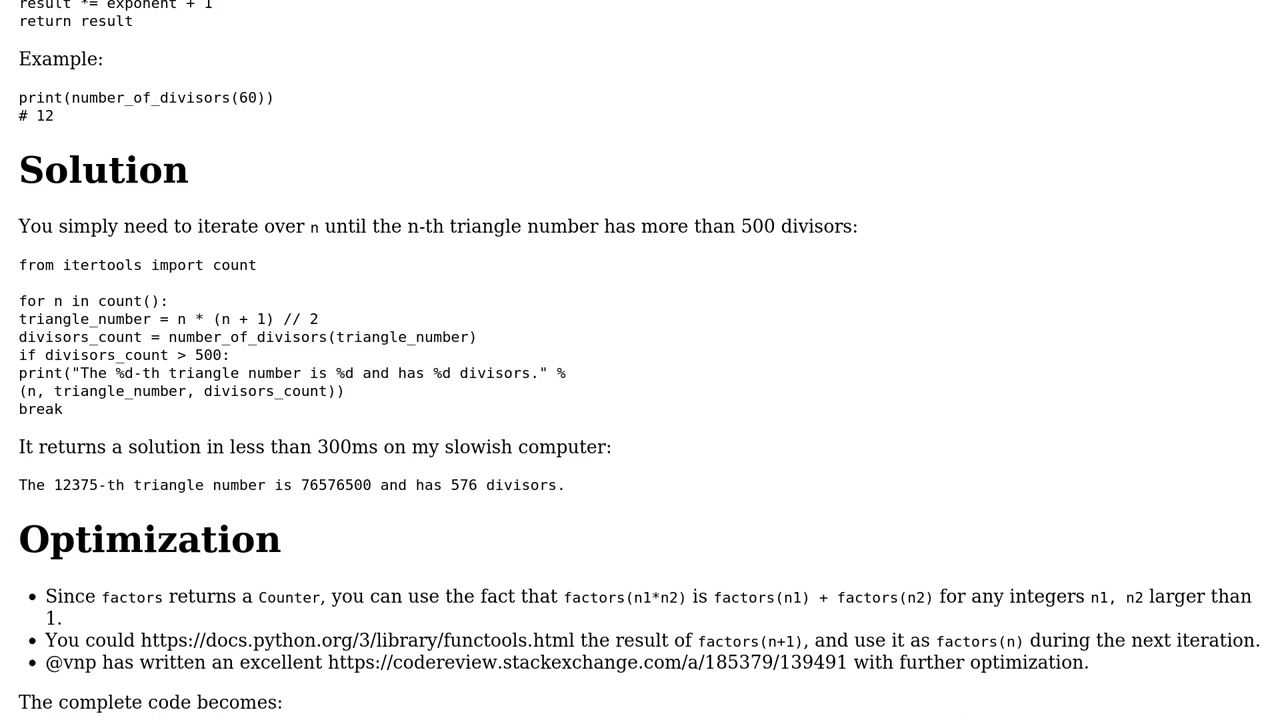 result *= exponent + 1
return result
Example:
print(number_of_divisors(60))
# 12
Solution
You simply need to iterate over n until the n-th triangle number has more than 500 divisors:
from itertools import count
for n in count():
triangle_number = n * (n + 1) // 2
divisors_count = number_of_divisors(triangle_number)
if divisors_count > 500:
print("The %d-th triangle number is %d and has %d divisors." %
(n, triangle_number, divisors_count))
break
It returns a solution in less than 300ms on my slowish computer:
The 12375-th triangle number is 76576500 and has 576 divisors.
Optimization
• Since factors returns a Counter, you can use the fact that factors(n1*n2) is factors(n1) + factors(n2) for any integers n1, n2 larger than
1.
• You could https://docs.python.org/3/library/functools.html the result of factors(n+1), and use it as factors(n) during the next iteration.
• @vnp has written an excellent https://codereview.stackexchange.com/a/185379/139491 with further optimization.
The complete code becomes: